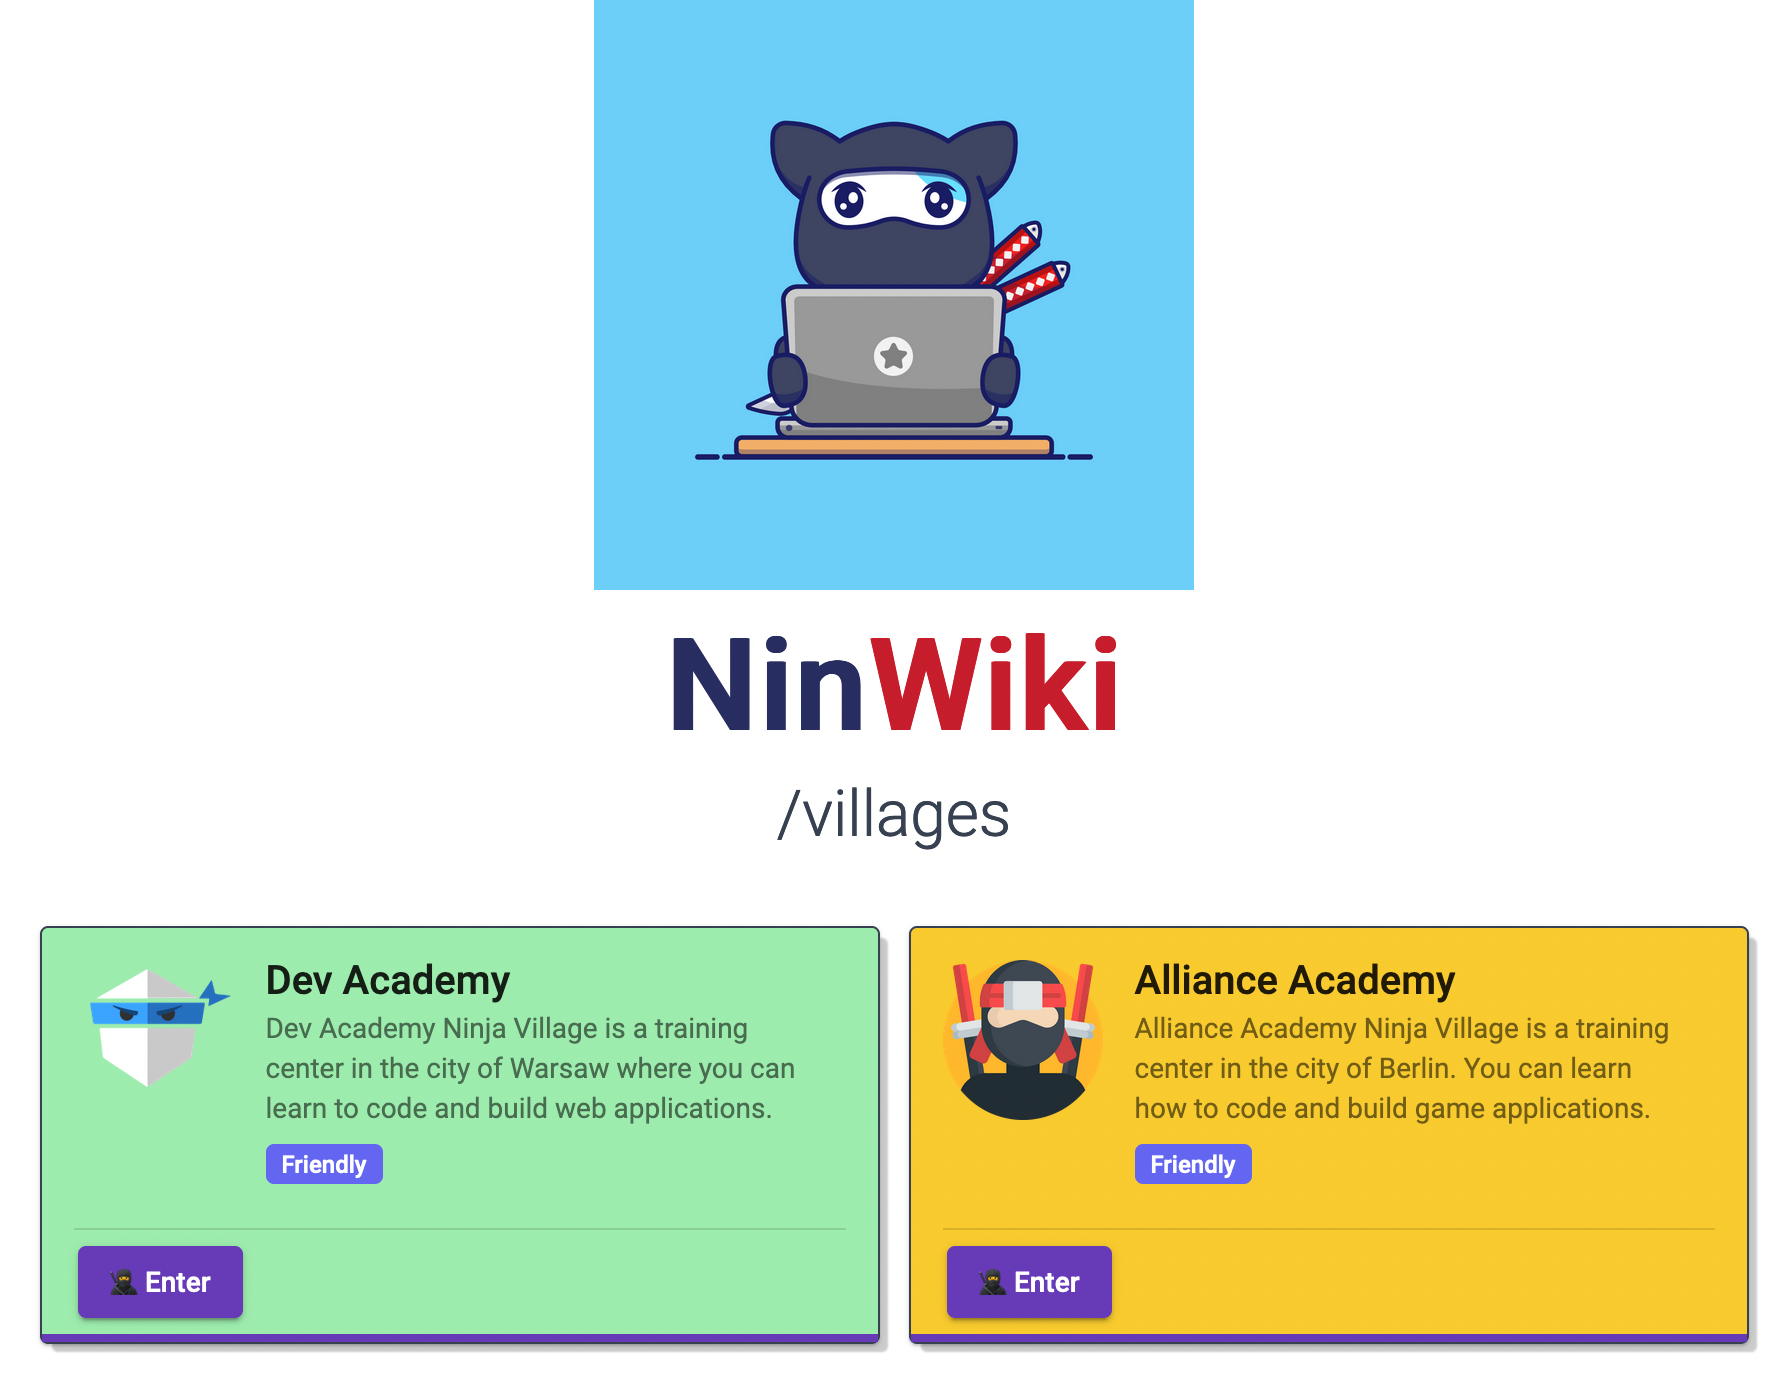 NinWiki
/villages
Dev Academy
Dev Academy Ninja Village is a training
center in the city of Warsaw where you can
learn to code and build web applications.
Friendly
Enter
Alliance Academy
Alliance Academy Ninja Village is a training
center in the city of Berlin. You can learn
how to code and build game applications.
Friendly
Enter